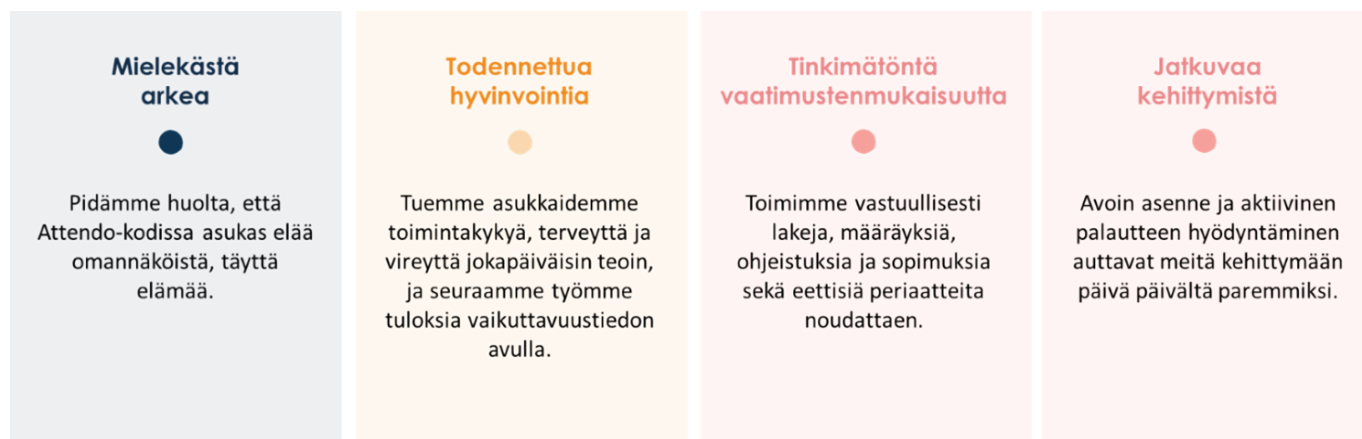 Mielekästä
arkea
Pidämme huolta, että
Attendo-kodissa asukas elää
omannäköistä, täyttä
elämää.
Todennettua
hyvinvointia
Tuemme asukkaidemme
toimintakykyä, terveyttä ja
vireyttä jokapäiväisin teoin,
ja seuraamme työmme
tuloksia vaikuttavuustiedon
avulla.
Tinkimätöntä
vaatimustenmukaisuutta
Toimimme vastuullisesti
lakeja, määräyksiä,
ohjeistuksia ja sopimuksia
sekä eettisiä periaatteita
noudattaen.
Jatkuvaa
kehittymistä
Avoin asenne ja aktiivinen
palautteen hyödyntäminen
auttavat meitä kehittymään
päivä päivältä paremmiksi.